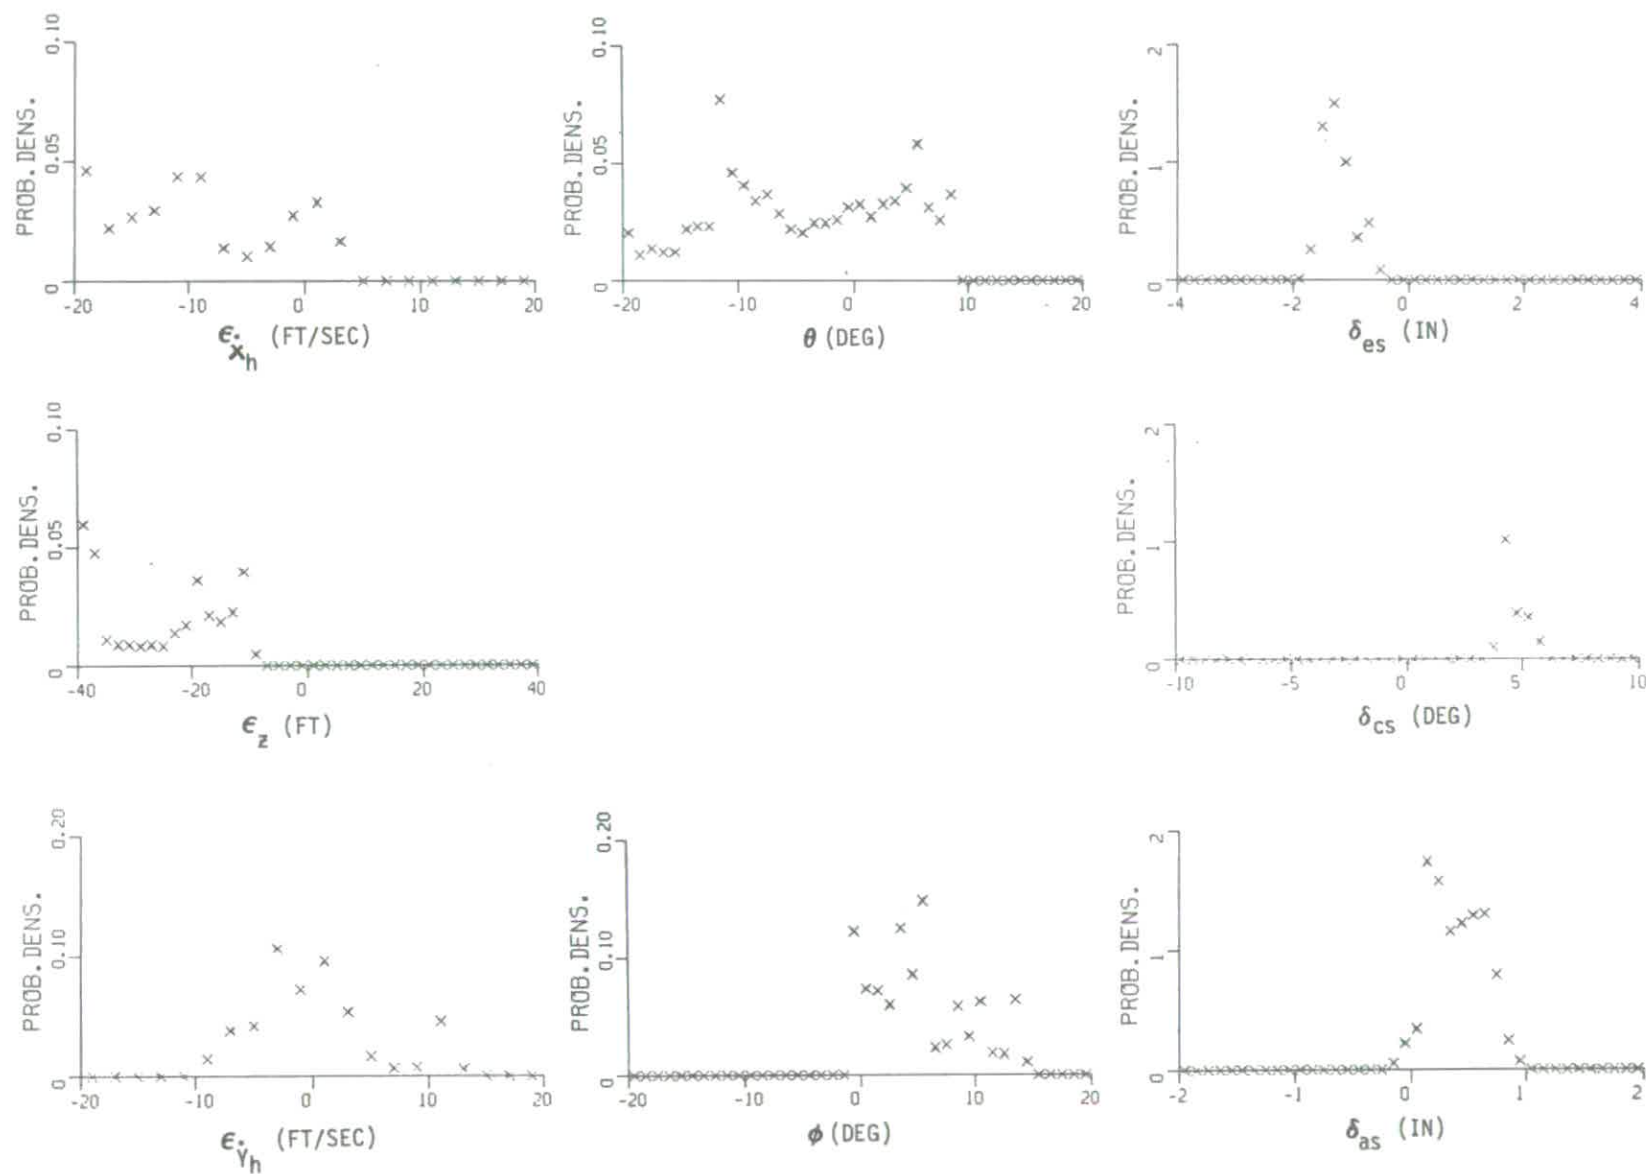 PROB. DENS.
0.10
0.05
0
-20 -10 0 10 20
ϵẋh (FT/SEC)
PROB. DENS.
0.10
0.05
0
-20 -10 0 10 20
θ (DEG)
PROB. DENS.
2
1
0
-4 -2 0 2 4
δes (IN)
PROB. DENS.
0.10
0.05
0
-40 -20 0 20 40
ϵz (FT)
PROB. DENS.
2
1
0
-10 -5 0 5 10
δcs (DEG)
PROB. DENS.
0.20
0.10
0
-20 -10 0 10 20
ϵẏh (FT/SEC)
PROB. DENS.
0.20
0.10
0
-20 -10 0 10 20
ϕ (DEG)
PROB. DENS.
2
1
0
-2 -1 0 1 2
δas (IN)